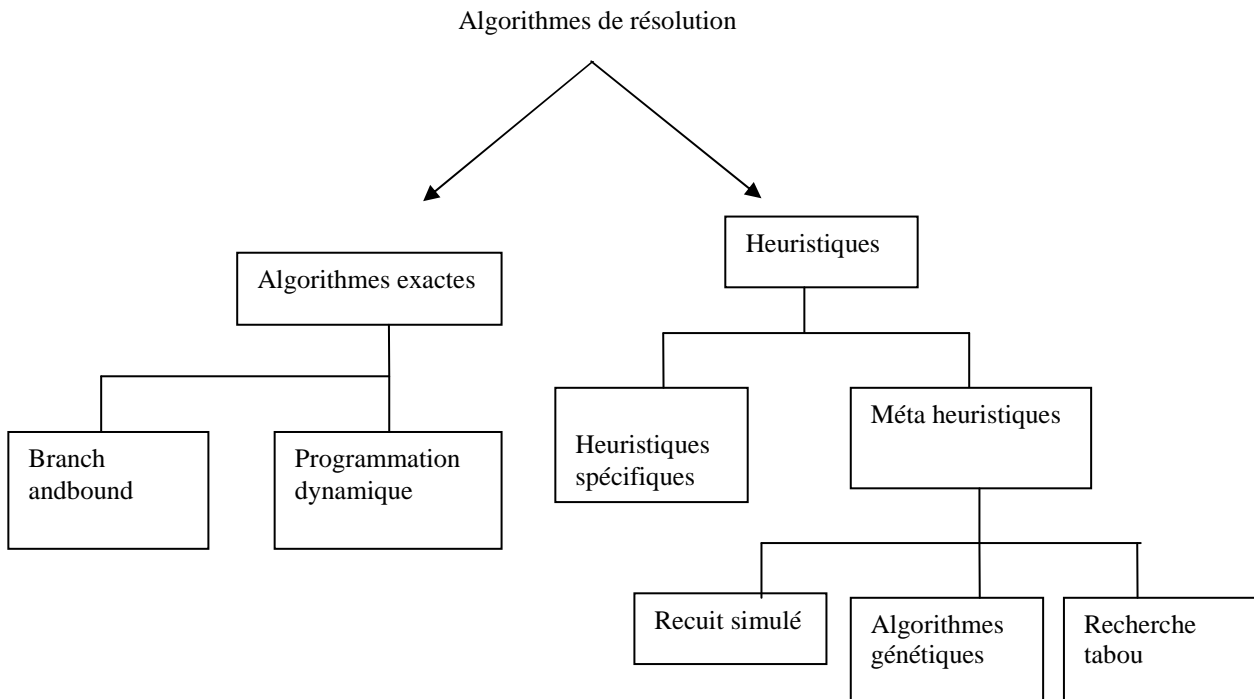 Algorithmes de résolution
Heuristiques
Algorithmes exactes
Méta heuristiques
Heuristiques
spécifiques
Branch
andbound
Programmation
dynamique
Recuit simulé
Algorithmes
génétiques
Recherche
tabou